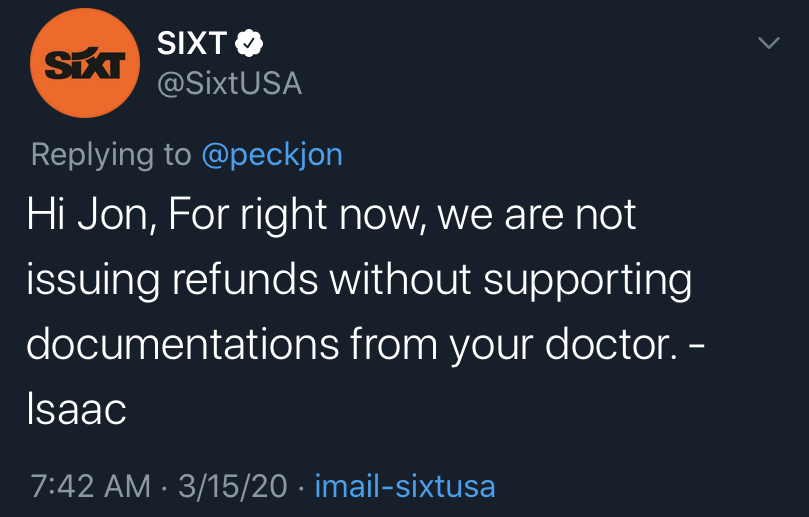 SIXT
SIXT
@SixtUSA
Replying to @peckjon
Hi Jon, For right now, we are not
issuing refunds without supporting
documentations from your doctor. -
Isaac
7:42 AM · 3/15/20 · imail-sixtusa